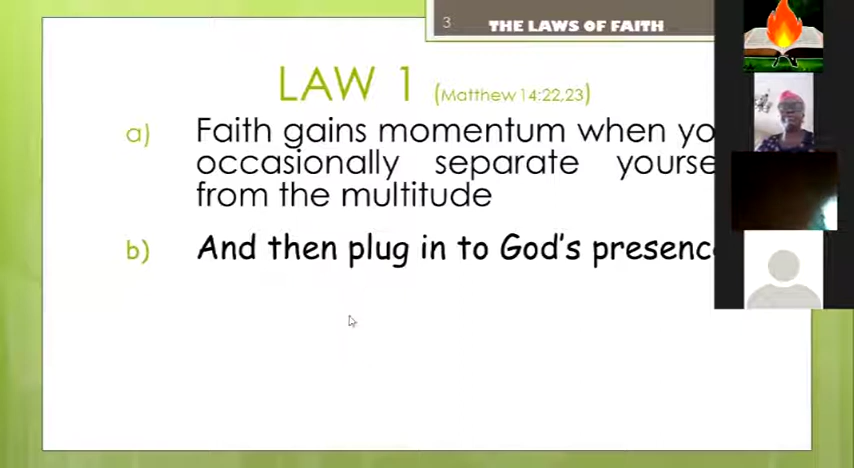 3 THE LAWS OF FAITH
LAW 1 (Matthew 14:22,23)
a) Faith gains momentum when yo
occasionally separate yourse
from the multitude
b) And then plug in to God's presenc